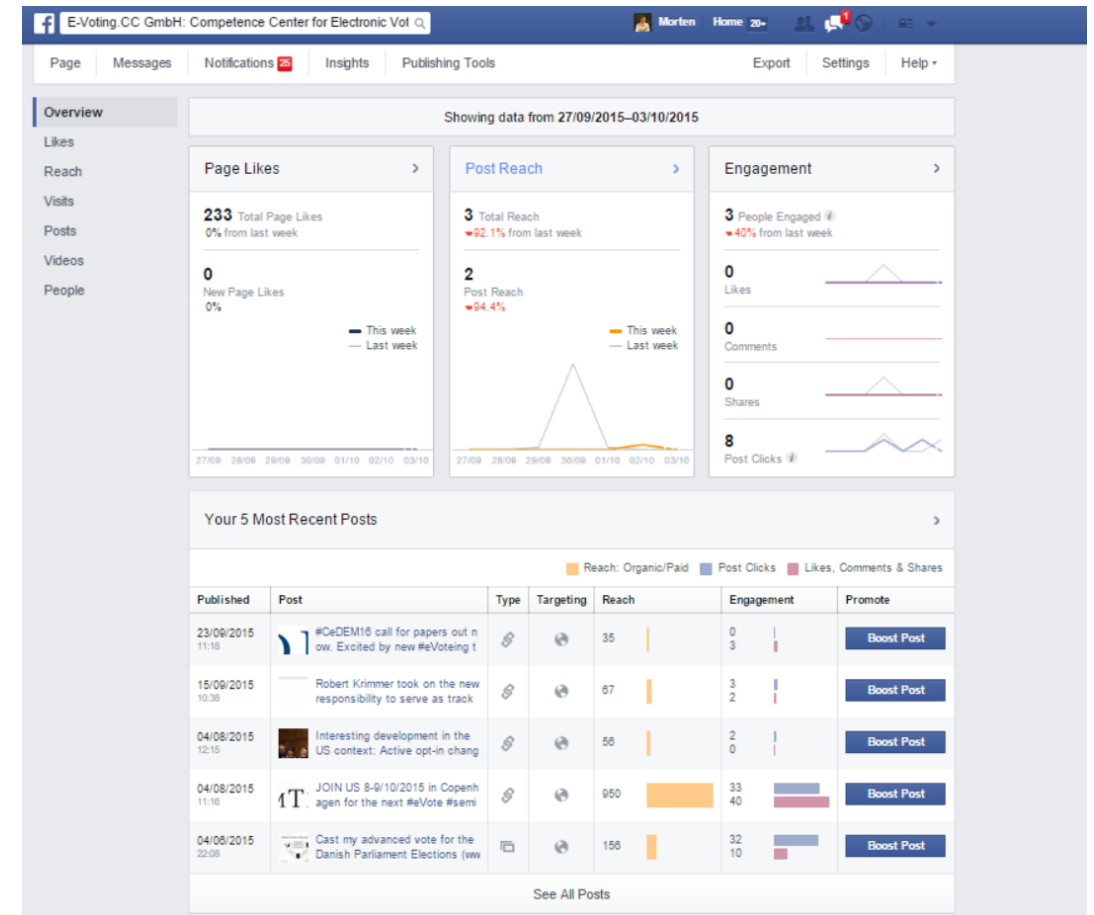 E-Voting.CC GmbH: Competence Center for Electronic Vot
Morten Home 20+
1
Page Messages Notifications 25 Insights Publishing Tools Export Settings Help
Overview
Likes
Reach
Visits
Posts
Videos
People
Showing data from 27/09/2015–03/10/2015
Page Likes
233 Total Page Likes
0% from last week
0
New Page Likes
0%
This week
Last week
27/09 28/09 29/09 30/09 01/10 02/10 03/10
Post Reach
3 Total Reach
92.1% from last week
2
Post Reach
94.4%
This week
Last week
27/09 28/09 29/09 30/09 01/10 02/10 03/10
Engagement
3 People Engaged
40% from last week
0
Likes
0
Comments
0
Shares
8
Post Clicks
Your 5 Most Recent Posts
Reach: Organic/Paid Post Clicks Likes, Comments & Shares
Published Post Type Targeting Reach Engagement Promote
23/09/2015 #CeDEM16 call for papers out n 35 0 Boost Post
11:18 ow. Excited by new #eVoteing t 3
15/09/2015 Robert Krimmer took on the new 67 3 Boost Post
10:38 responsibility to serve as track 2
04/08/2015 Interesting development in the 56 2 Boost Post
12:15 US context: Active opt-in chang 0
04/08/2015 JOIN US 8-9/10/2015 in Copenh 950 33 Boost Post
11:16 agen for the next #eVote #semi 40
04/06/2015 Cast my advanced vote for the 156 32 Boost Post
22:08 Danish Parliament Elections (ww 10
See All Posts